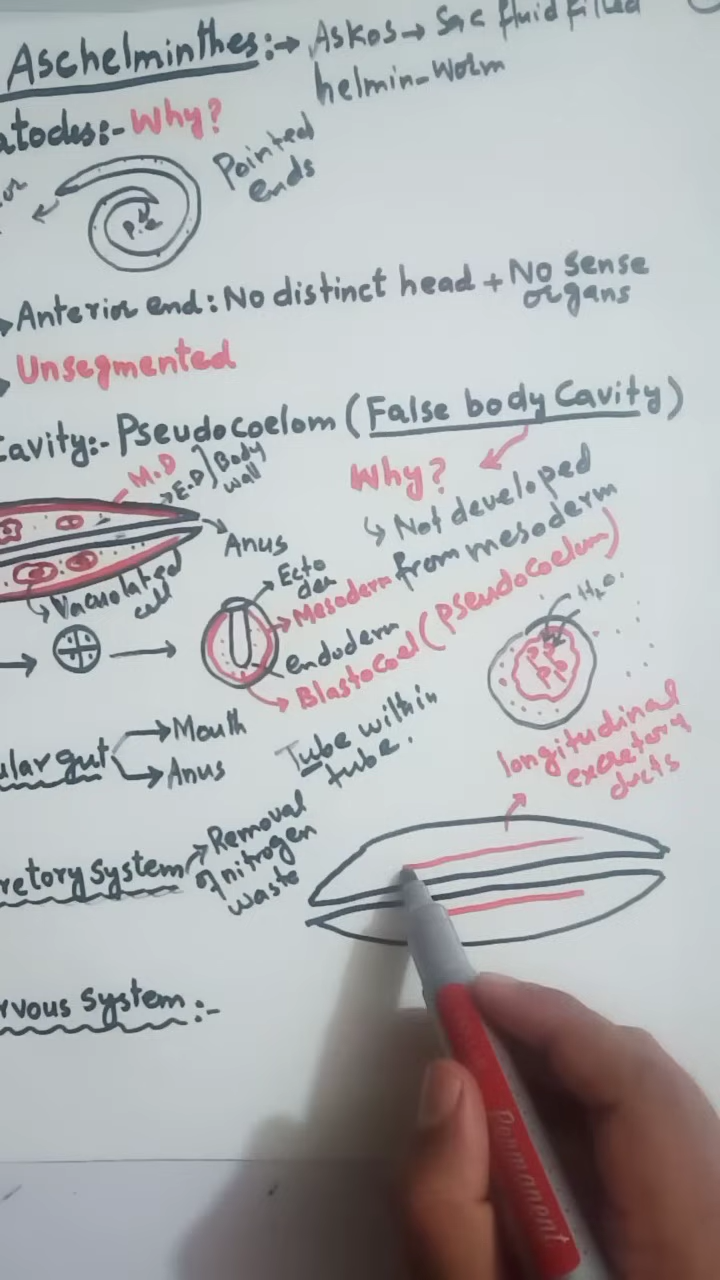 Aschelminthes:→ Askos→ Sac fluid filled
helmin-Worm
atodes:- Why?
Pointed
ends
P.e
Anterior end: No distinct head + No Sense
organs
Unsegmented
Cavity:- Pseudocoelom (False body Cavity)
M.D
E.D
Body
wall
Why?
Not developed
from mesoderm
Anus
Vacuolated
cell
Ecto
Mesoderm
endoderm
Blastocoel (pseudocoelom)
H₂O
ular gut
Mouth
Anus
Tube within
tube.
longitudinal
excretory
ducts
retory System
Removal
of nitrogen
waste
rvous System:-
Permanent